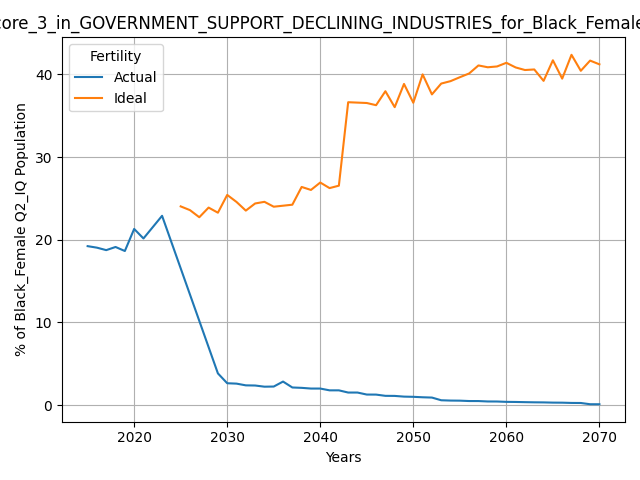 core_3_in_GOVERNMENT_SUPPORT_DECLINING_INDUSTRIES_for_Black_Female
Fertility
Actual
Ideal
% of Black_Female Q2_IQ Population
40
30
20
10
0
2020 2030 2040 2050 2060 2070
Years